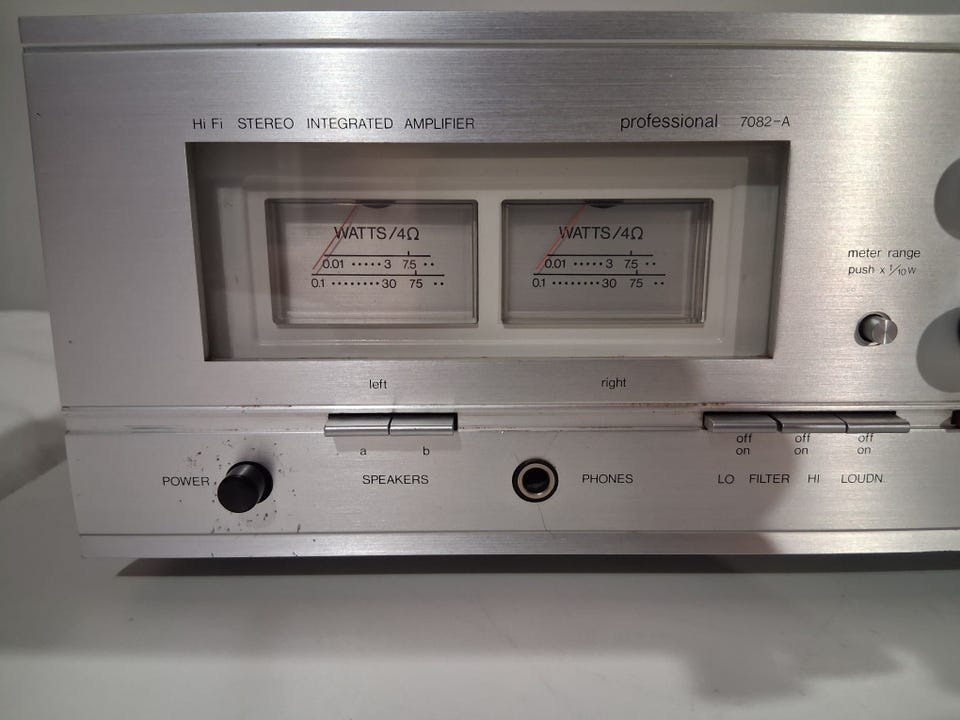 Hi Fi STEREO INTEGRATED AMPLIFIER
professional 7082-A
WATTS/4Ω
0.01 ••••• 3 7.5 ••
0.1 •••••••• 30 75 ••
WATTS/4Ω
0.01 ••••• 3 7.5 ••
0.1 •••••••• 30 75 ••
meter range
push x 1/10 W
left
right
a b
off off off
on on on
POWER
SPEAKERS
PHONES
LO FILTER HI LOUDN.